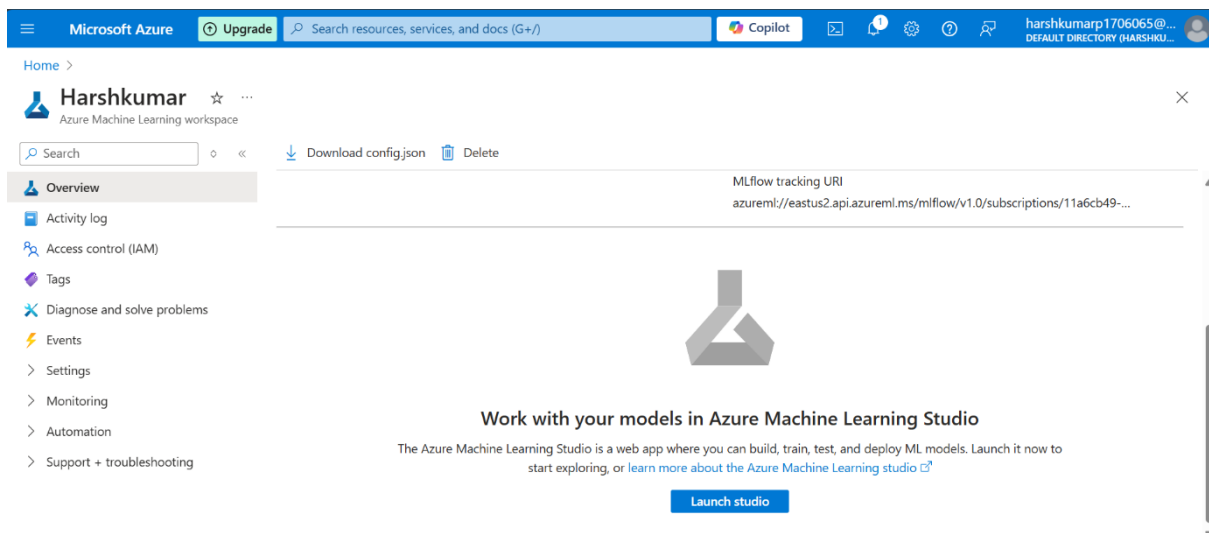 Microsoft Azure
Upgrade
Search resources, services, and docs (G+/)
Copilot
1
harshkumarp1706065@...
DEFAULT DIRECTORY (HARSHKU...
Home >
Harshkumar
Azure Machine Learning workspace
Search
Download config.json
Delete
Overview
Activity log
Access control (IAM)
Tags
Diagnose and solve problems
Events
Settings
Monitoring
Automation
Support + troubleshooting
MLflow tracking URI
azureml://eastus2.api.azureml.ms/mlflow/v1.0/subscriptions/11a6cb49-...
Work with your models in Azure Machine Learning Studio
The Azure Machine Learning Studio is a web app where you can build, train, test, and deploy ML models. Launch it now to
start exploring, or learn more about the Azure Machine Learning studio
Launch studio